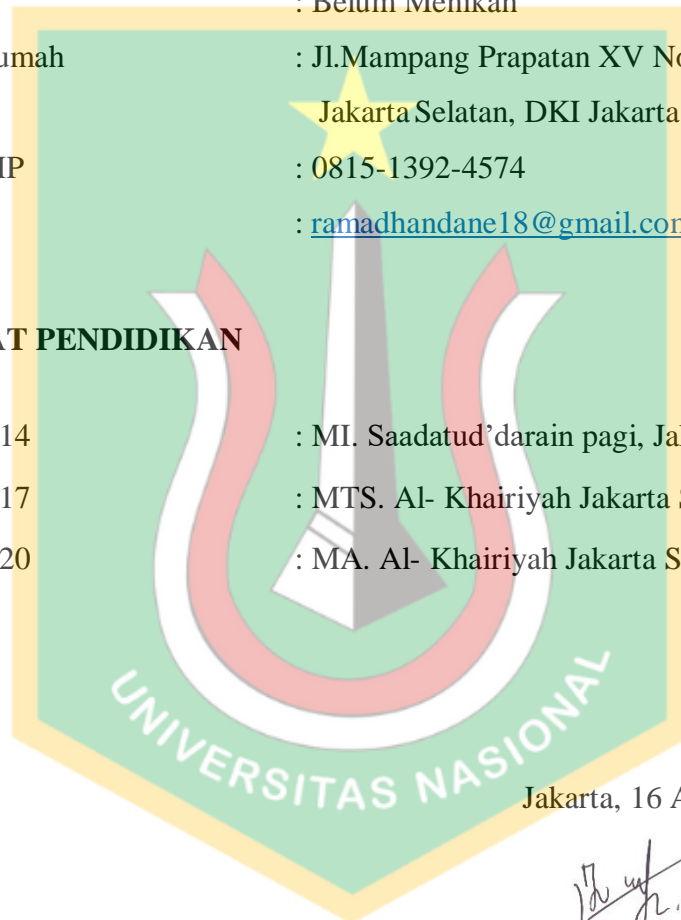 : Belum Menikah
umah : Jl.Mampang Prapatan XV No
Jakarta Selatan, DKI Jakarta
HP : 0815-1392-4574
: ramadhandane18@gmail.com
AT PENDIDIKAN
14 : MI. Saadatud’darain pagi, Jak
17 : MTS. Al- Khairiyah Jakarta S
20 : MA. Al- Khairiyah Jakarta S
UNIVERSITAS NASIONAL
Jakarta, 16 A